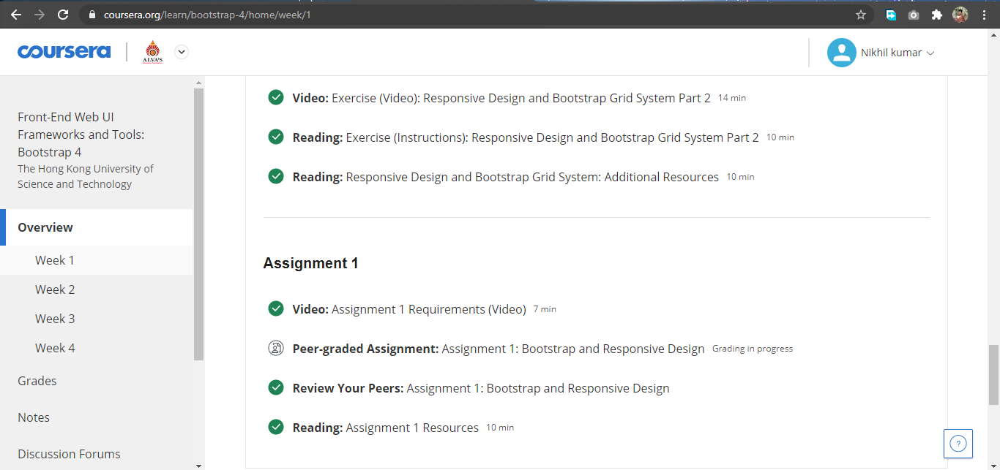 coursera.org/learn/bootstrap-4/home/week/1
coursera
ALVA'S
Nikhil kumar
Front-End Web UI
Frameworks and Tools:
Bootstrap 4
The Hong Kong University of
Science and Technology
Overview
Week 1
Week 2
Week 3
Week 4
Grades
Notes
Discussion Forums
Video: Exercise (Video): Responsive Design and Bootstrap Grid System Part 2 14 min
Reading: Exercise (Instructions): Responsive Design and Bootstrap Grid System Part 2 10 min
Reading: Responsive Design and Bootstrap Grid System: Additional Resources 10 min
Assignment 1
Video: Assignment 1 Requirements (Video) 7 min
Peer-graded Assignment: Assignment 1: Bootstrap and Responsive Design Grading in progress
Review Your Peers: Assignment 1: Bootstrap and Responsive Design
Reading: Assignment 1 Resources 10 min
?